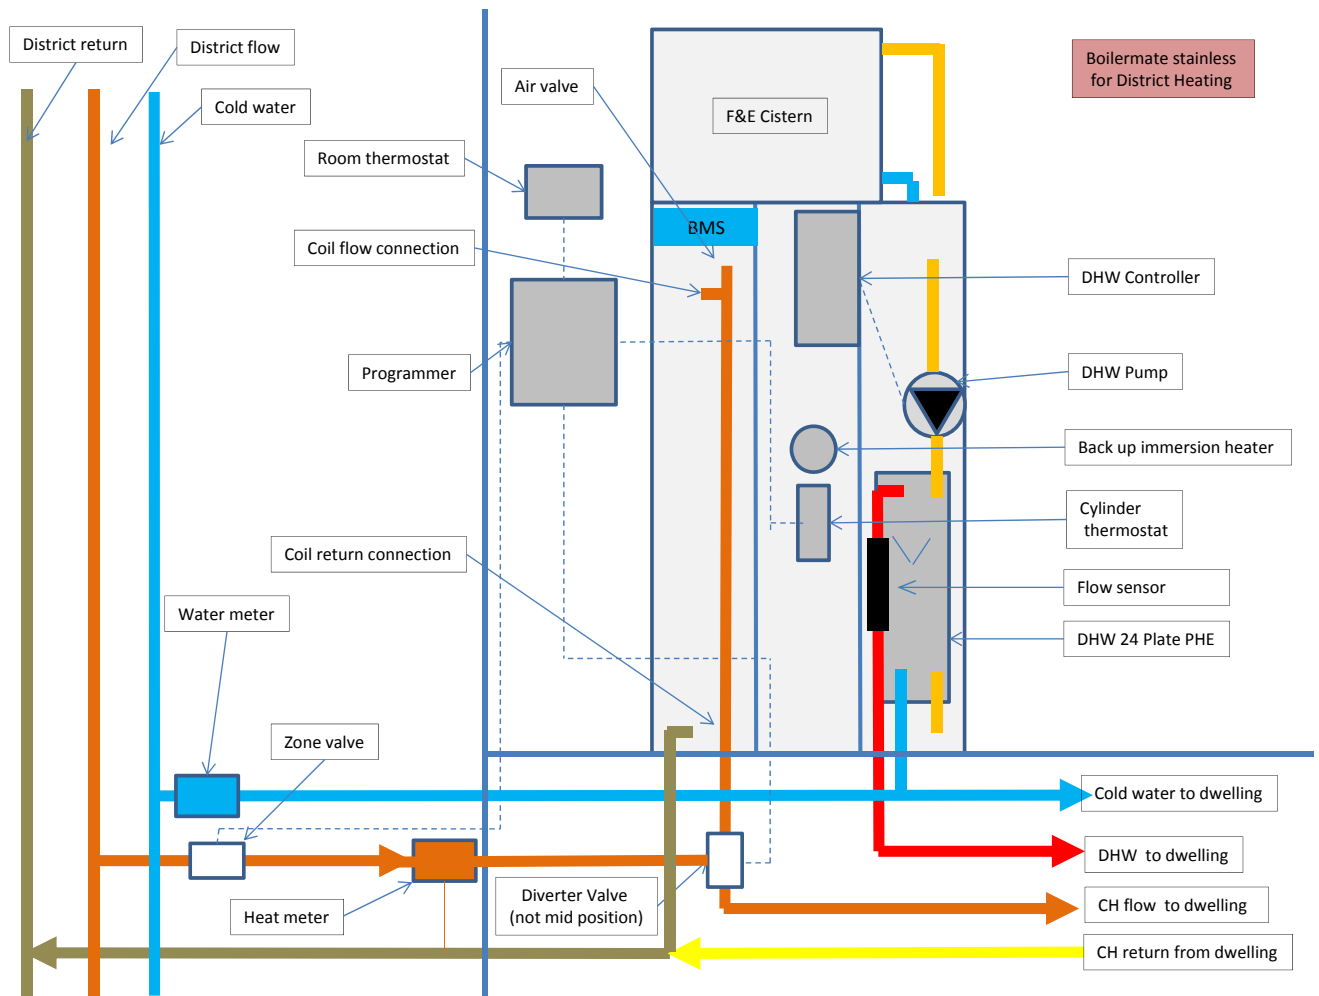 District return
District flow
Cold water
Air valve
F&E Cistern
Boilermate stainless
for District Heating
Room thermostat
BMS
Coil flow connection
DHW Controller
Programmer
DHW Pump
Back up immersion heater
Cylinder
thermostat
Coil return connection
Flow sensor
Water meter
DHW 24 Plate PHE
Zone valve
Cold water to dwelling
DHW to dwelling
Heat meter
Diverter Valve
(not mid position)
CH flow to dwelling
CH return from dwelling